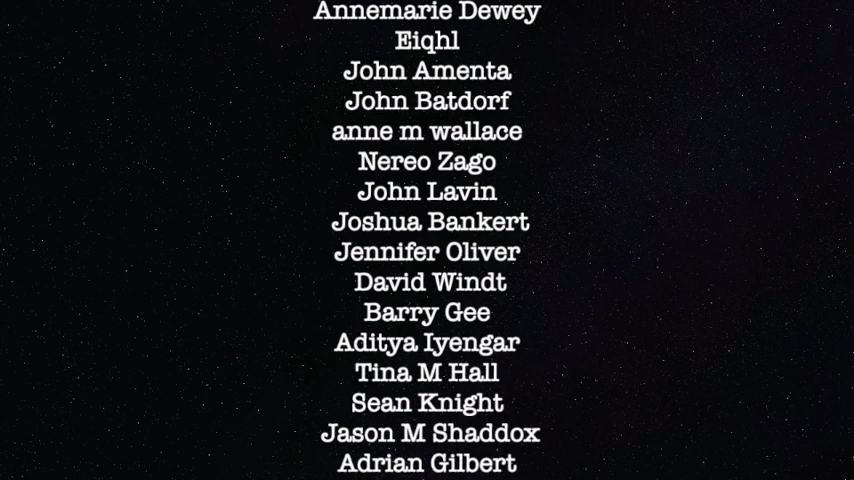 Annemarie Dewey
Eiqhl
John Amenta
John Batdorf
anne m wallace
Nereo Zago
John Lavin
Joshua Bankert
Jennifer Oliver
David Windt
Barry Gee
Aditya Iyengar
Tina M Hall
Sean Knight
Jason M Shaddox
Adrian Gilbert